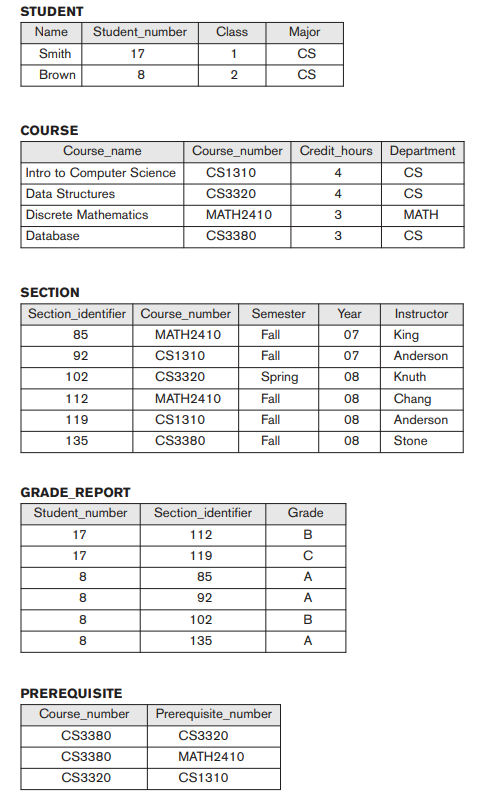 STUDENT
Name Student_number Class Major
Smith 17 1 CS
Brown 8 2 CS
COURSE
Course_name Course_number Credit_hours Department
Intro to Computer Science CS1310 4 CS
Data Structures CS3320 4 CS
Discrete Mathematics MATH2410 3 MATH
Database CS3380 3 CS
SECTION
Section_identifier Course_number Semester Year Instructor
85 MATH2410 Fall 07 King
92 CS1310 Fall 07 Anderson
102 CS3320 Spring 08 Knuth
112 MATH2410 Fall 08 Chang
119 CS1310 Fall 08 Anderson
135 CS3380 Fall 08 Stone
GRADE_REPORT
Student_number Section_identifier Grade
17 112 B
17 119 C
8 85 A
8 92 A
8 102 B
8 135 A
PREREQUISITE
Course_number Prerequisite_number
CS3380 CS3320
CS3380 MATH2410
CS3320 CS1310